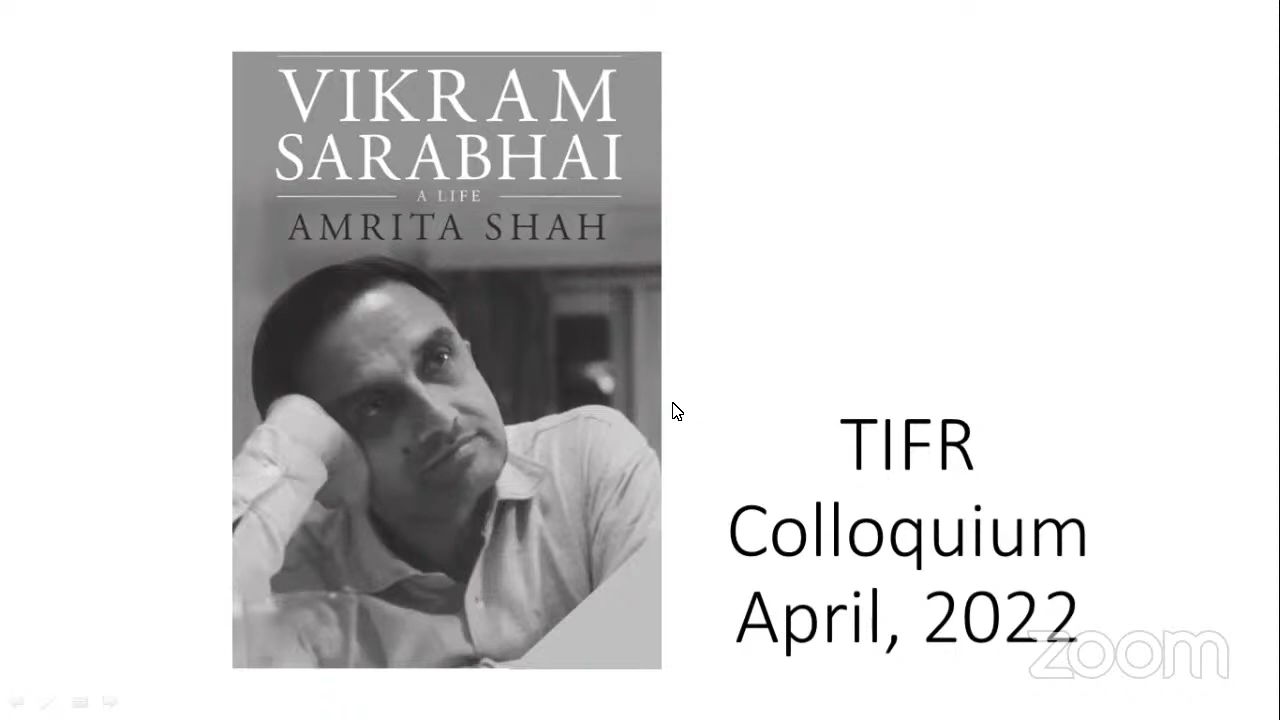 VIKRAM
SARABHAI
A LIFE
AMRITA SHAH
TIFR
Colloquium
April, 2022
zoom